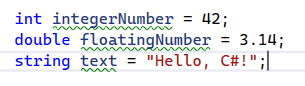 int integerNumber = 42;
double floatingNumber = 3.14;
string text = "Hello, C#!";